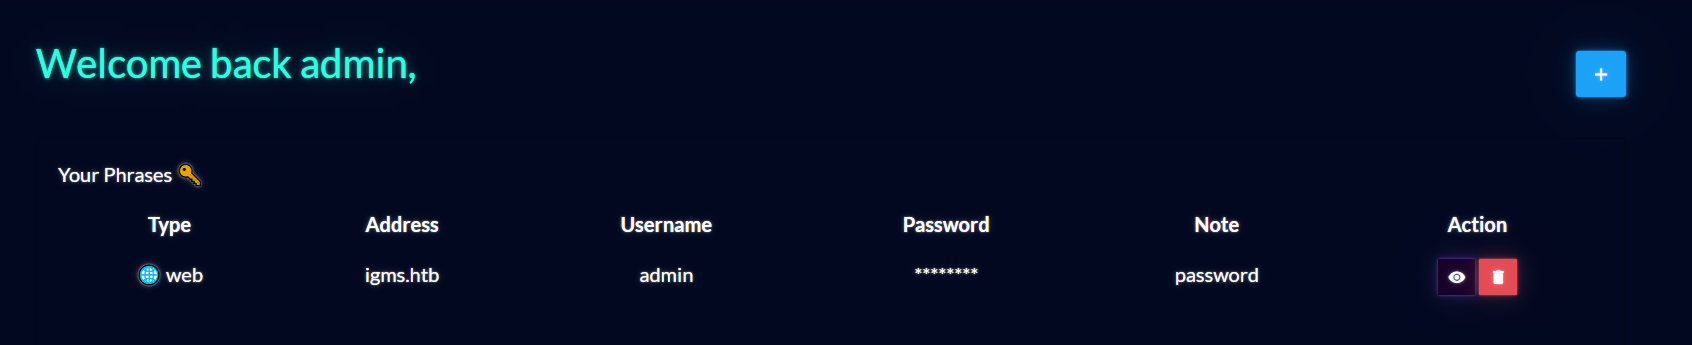 Welcome back admin,
+
Your Phrases 🔑
Type Address Username Password Note Action
🌐 web igms.htb admin ******** password